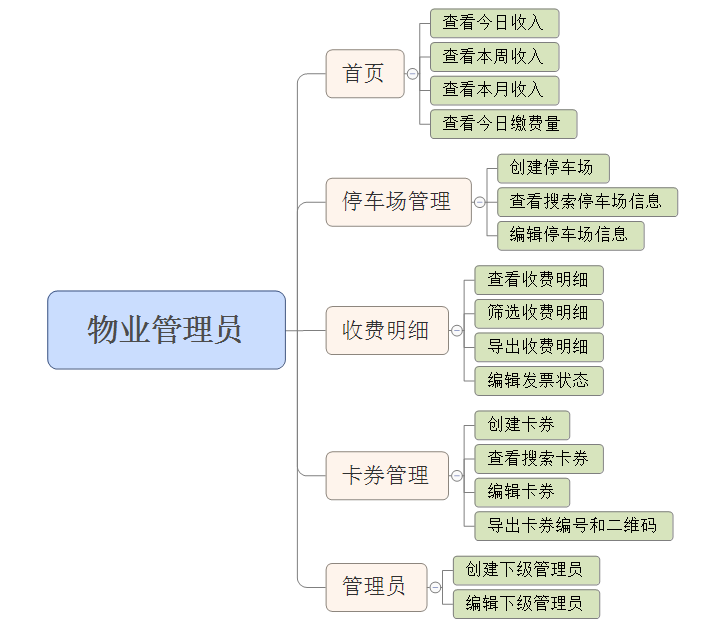 物业管理员
首页
查看今日收入
查看本周收入
查看本月收入
查看今日缴费量
停车场管理
创建停车场
查看搜索停车场信息
编辑停车场信息
收费明细
查看收费明细
筛选收费明细
导出收费明细
编辑发票状态
卡券管理
创建卡券
查看搜索卡券
编辑卡券
导出卡券编号和二维码
管理员
创建下级管理员
编辑下级管理员